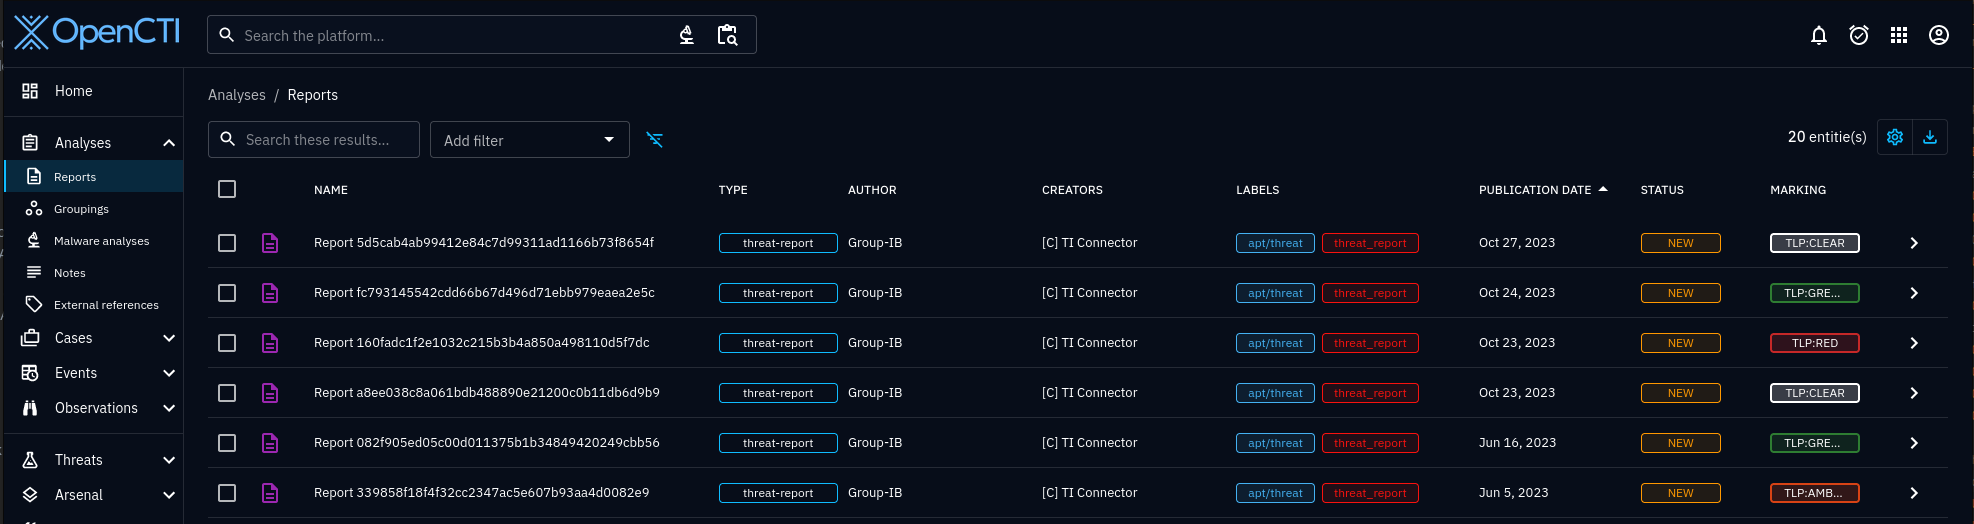 OpenCTI
Search the platform...
Home
Analyses
Reports
Groupings
Malware analyses
Notes
External references
Cases
Events
Observations
Threats
Arsenal
Analyses / Reports
Search these results...
Add filter
20 entitie(s)
NAME TYPE AUTHOR CREATORS LABELS PUBLICATION DATE STATUS MARKING
Report 5d5cab4ab99412e84c7d99311ad1166b73f8654f threat-report Group-IB [C] TI Connector apt/threat threat_report Oct 27, 2023 NEW TLP:CLEAR
Report fc793145542cdd66b67d496d71ebb979eaea2e5c threat-report Group-IB [C] TI Connector apt/threat threat_report Oct 24, 2023 NEW TLP:GRE...
Report 160fadc1f2e1032c215b3b4a850a498110d5f7dc threat-report Group-IB [C] TI Connector apt/threat threat_report Oct 23, 2023 NEW TLP:RED
Report a8ee038c8a061bdb488890e21200c0b11db6d9b9 threat-report Group-IB [C] TI Connector apt/threat threat_report Oct 23, 2023 NEW TLP:CLEAR
Report 082f905ed05c00d011375b1b34849420249cbb56 threat-report Group-IB [C] TI Connector apt/threat threat_report Jun 16, 2023 NEW TLP:GRE...
Report 339858f18f4f32cc2347ac5e607b93aa4d0082e9 threat-report Group-IB [C] TI Connector apt/threat threat_report Jun 5, 2023 NEW TLP:AMB...